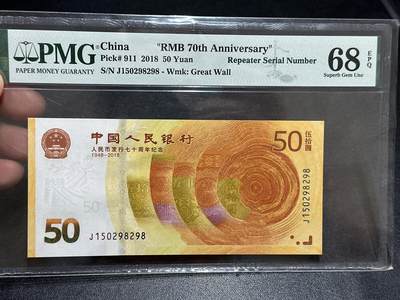 PMG
PAPER MONEY GUARANTY
China "RMB 70th Anniversary"
Pick# 911 2018 50 Yuan Repeater Serial Number
S/N J150298298 - Wmk: Great Wall
68 EPQ
Superb Gem Unc
中国人民银行
人民币发行七十周年纪念
1948-2018
50 伍拾圆
50
J150298298
J150298298